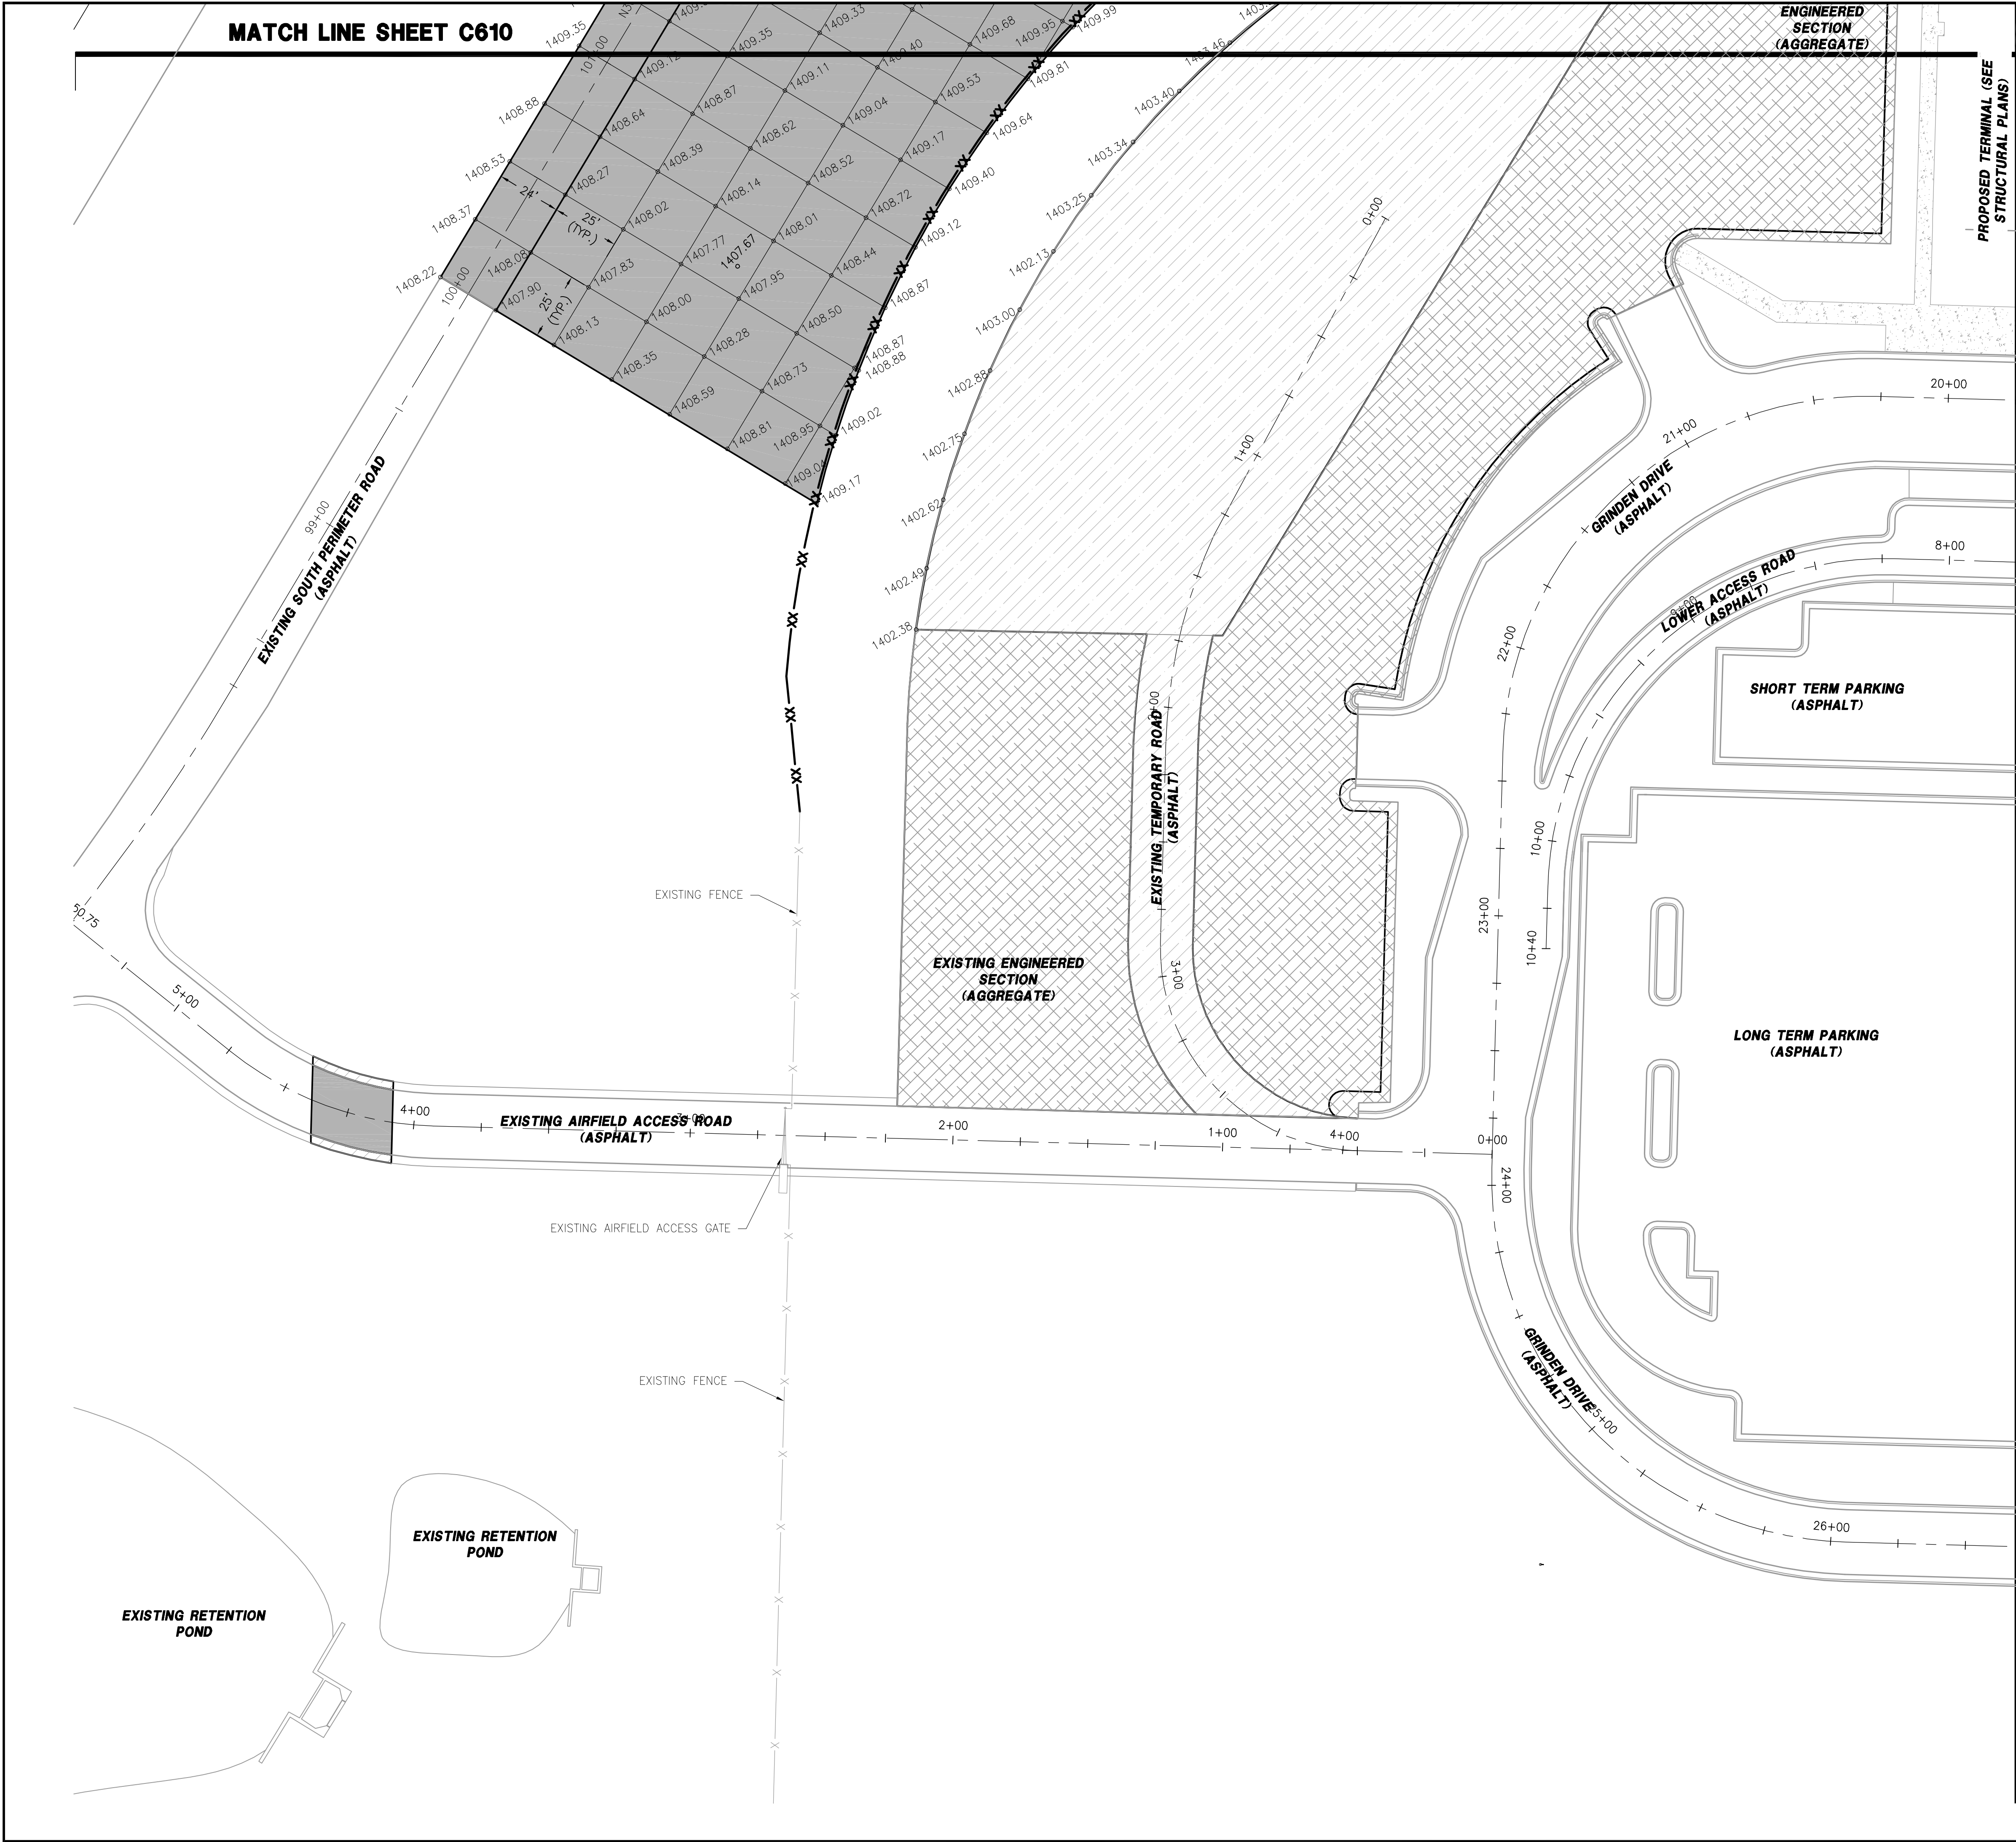 MATCH LINE SHEET C610
ENGINEERED
SECTION
(AGGREGATE)
PROPOSED TERMINAL (SEE
STRUCTURAL PLANS)
1409.35
101+00
1409.33
1409.68
1409.95
1409.99
1409.35
1409.40
1409.81
1403.46
1409.12
1409.11
1409.53
1403.40
1408.88
1408.87
1409.04
1409.64
1408.64
1408.62
1409.17
1403.34
1408.53
1408.39
1408.52
1409.40
1403.25
24'
1408.27
1408.14
1408.72
1408.37
25'
(TYP.)
1408.02
1408.01
1409.12
1402.13
0+00
1407.77
1407.67
1408.44
1408.22
100+00
1408.08
1407.83
1407.95
1408.87
1407.90
25'
(TYP.)
1408.00
1408.50
1403.00
1408.13
1408.28
1408.87
1408.88
1408.35
1408.73
1402.88
1408.59
1408.95
1409.02
1408.81
1402.75
1409.04
1409.17
1402.62
1402.49
1402.38
1+00
20+00
21+00
GRINDEN DRIVE
(ASPHALT)
8+00
LOWER ACCESS ROAD
(ASPHALT)
9+00
22+00
SHORT TERM PARKING
(ASPHALT)
99+00
EXISTING SOUTH PERIMETER ROAD
(ASPHALT)
EXISTING TEMPORARY ROAD
(ASPHALT)
10+00
23+00
10+40
50.75
EXISTING FENCE
EXISTING ENGINEERED
SECTION
(AGGREGATE)
3+00
5+00
LONG TERM PARKING
(ASPHALT)
4+00
EXISTING AIRFIELD ACCESS ROAD
(ASPHALT)
3+00
2+00
1+00
4+00
0+00
24+00
EXISTING AIRFIELD ACCESS GATE
EXISTING FENCE
GRINDEN DRIVE
(ASPHALT)
25+00
26+00
EXISTING RETENTION
POND
EXISTING RETENTION
POND